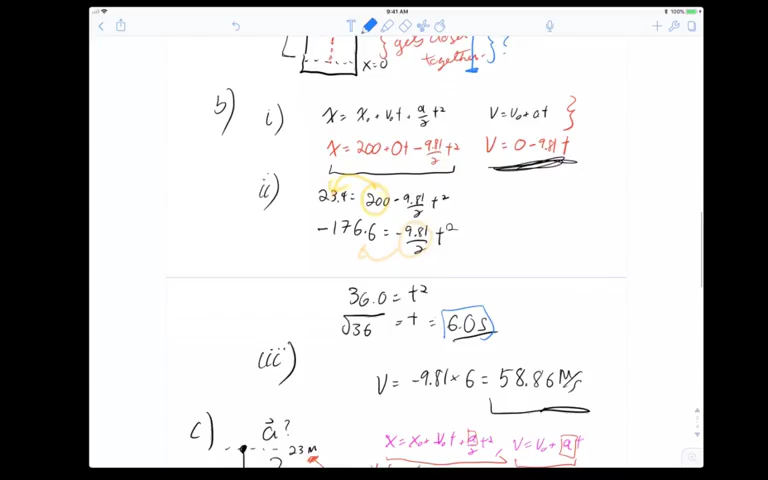 9:41 AM
100%
T
gets closer
together. ?
x=0
b) i) x = x₀ + v₀t + a/2 t² V = V₀ + at
x = 200 + 0t - 9.81/2 t² V = 0 - 9.81 t
ii) 23.4 = 200 - 9.81/2 t²
-176.6 = -9.81/2 t²
36.0 = t²
√36 = t = 6.0s
iii)
V = -9.81 × 6 = 58.86 m/s
c) a⃗?
23 m
x = x₀ + v₀t + a/2 t² v = v₀ + at